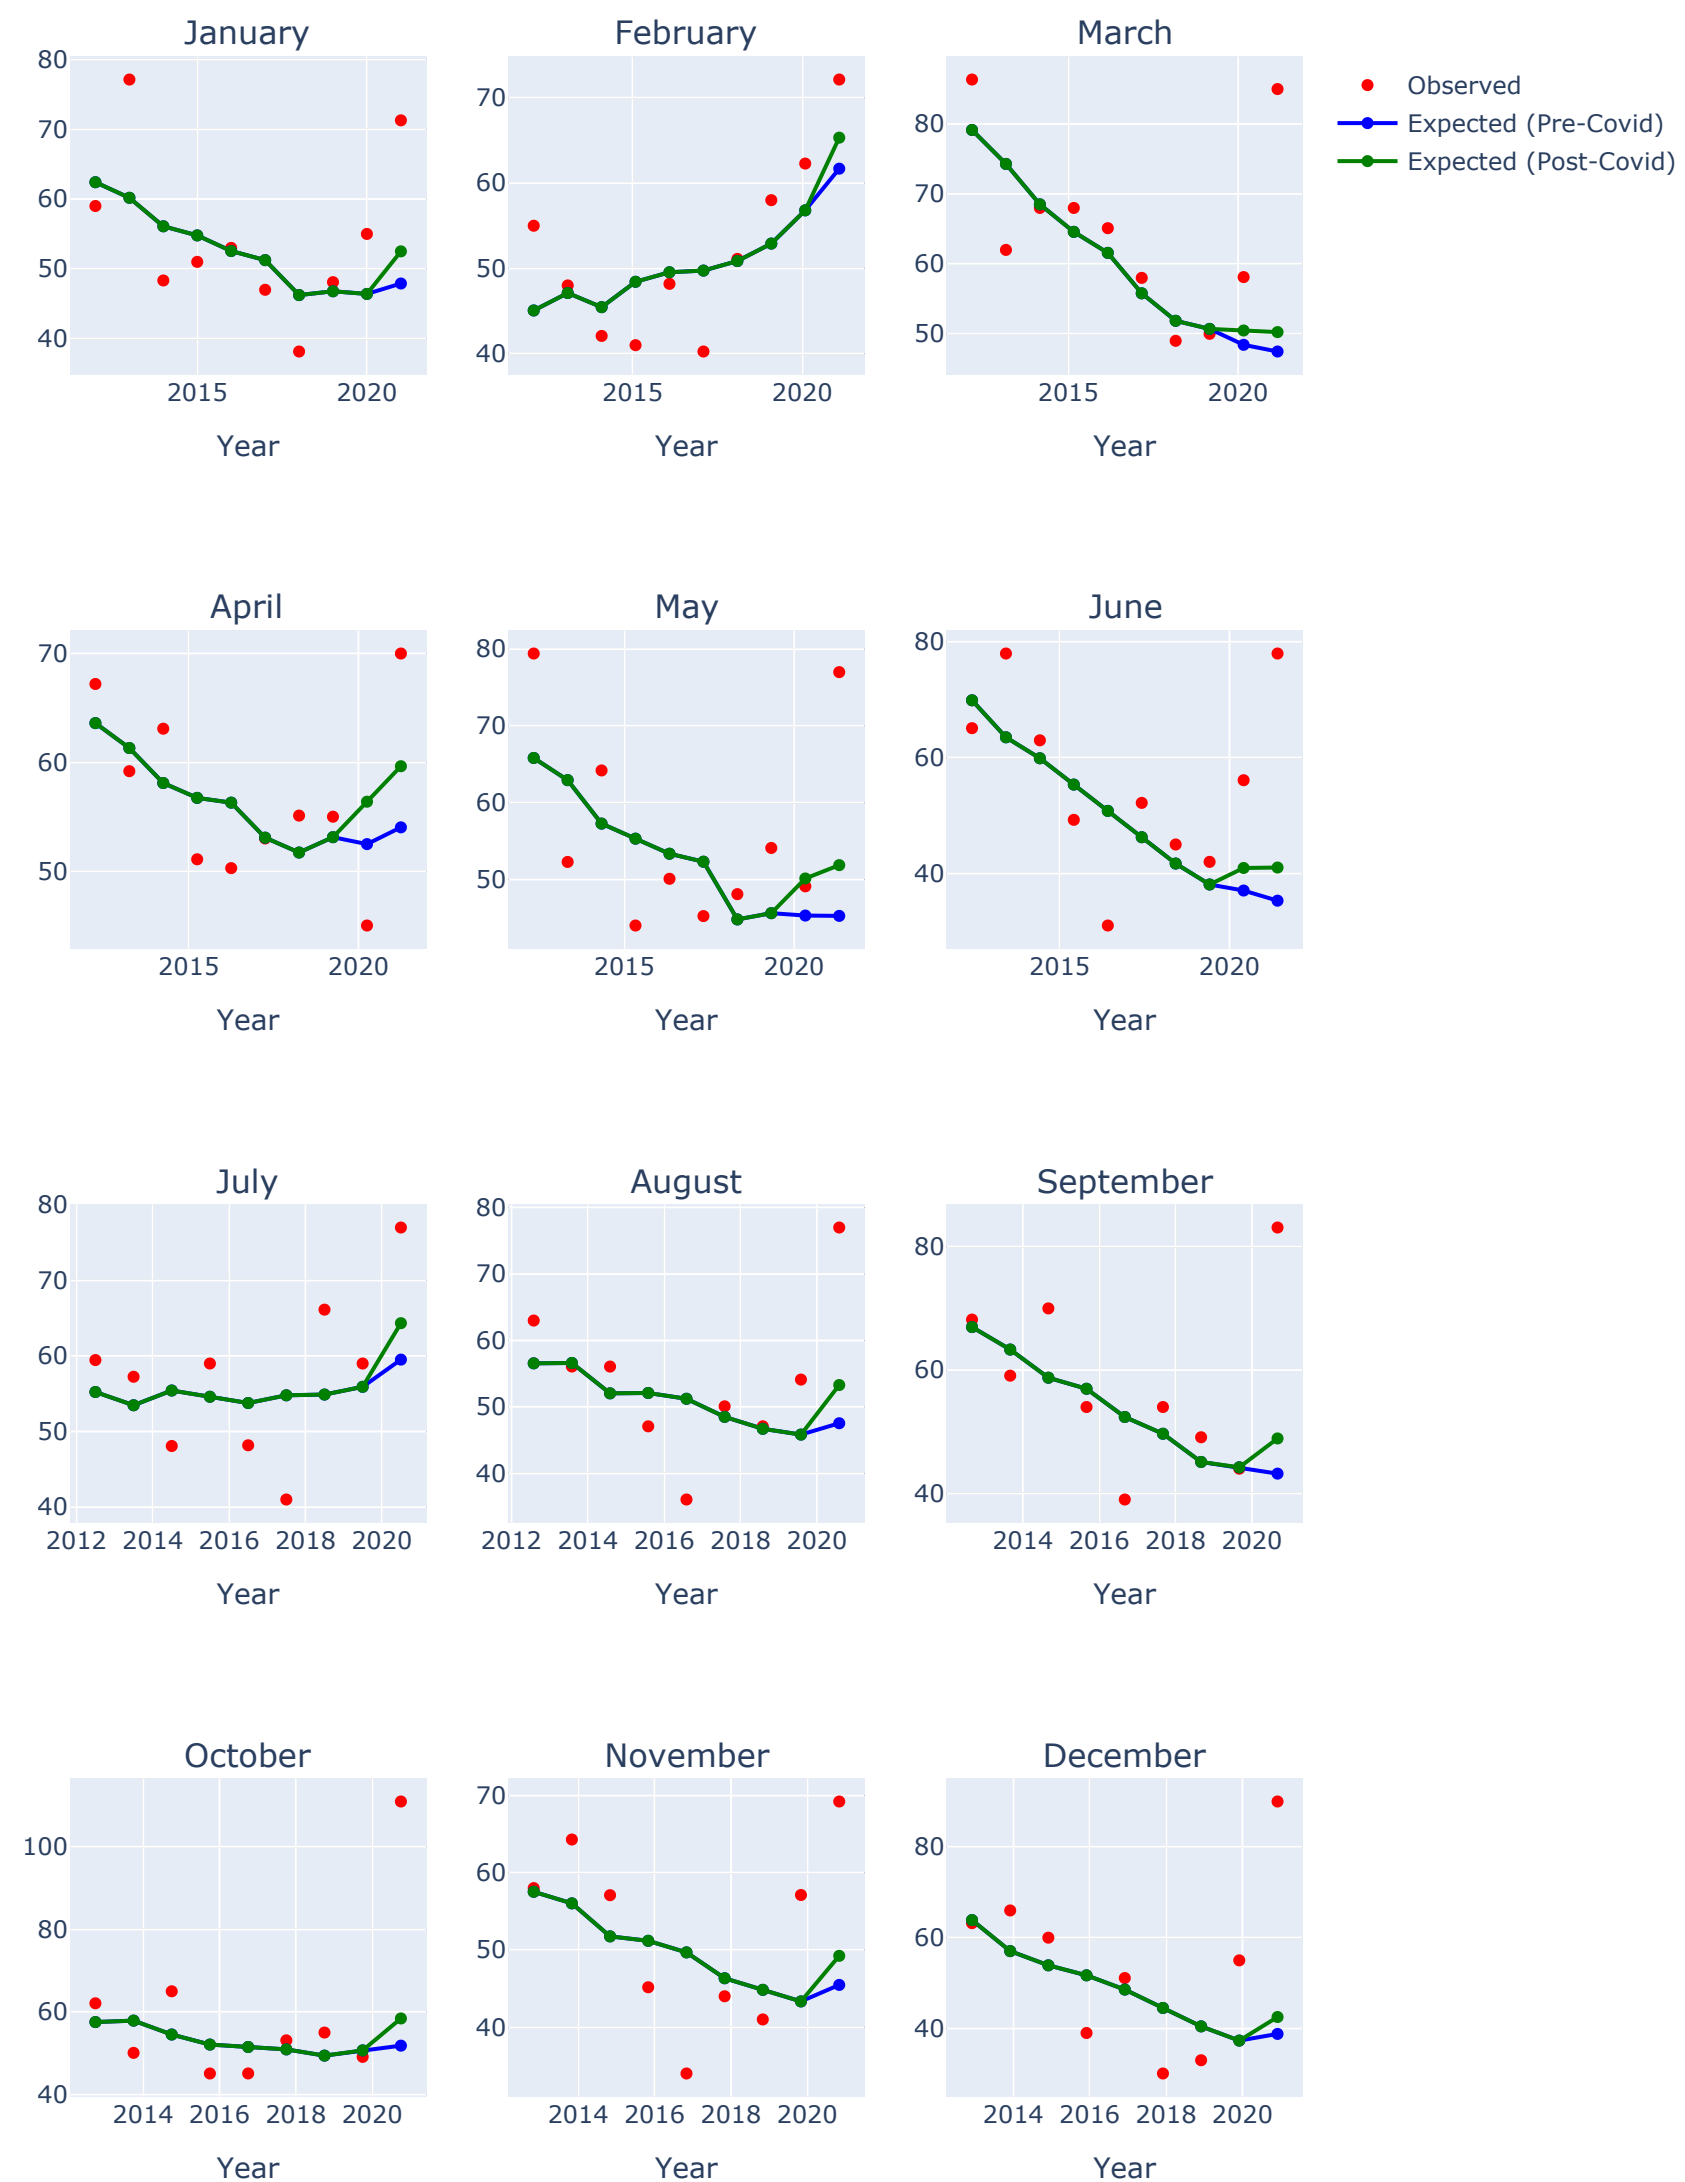 January February March
80
70
60
50
40
2015 2020
Year
70
60
50
40
2015 2020
Year
80
70
60
50
2015 2020
Year
Observed
Expected (Pre-Covid)
Expected (Post-Covid)
April May June
70
60
50
2015 2020
Year
80
70
60
50
2015 2020
Year
80
60
40
2015 2020
Year
July August September
80
70
60
50
40
2012 2014 2016 2018 2020
Year
80
70
60
50
40
2012 2014 2016 2018 2020
Year
80
60
40
2014 2016 2018 2020
Year
October November December
100
80
60
40
2014 2016 2018 2020
Year
70
60
50
40
2014 2016 2018 2020
Year
80
60
40
2014 2016 2018 2020
Year